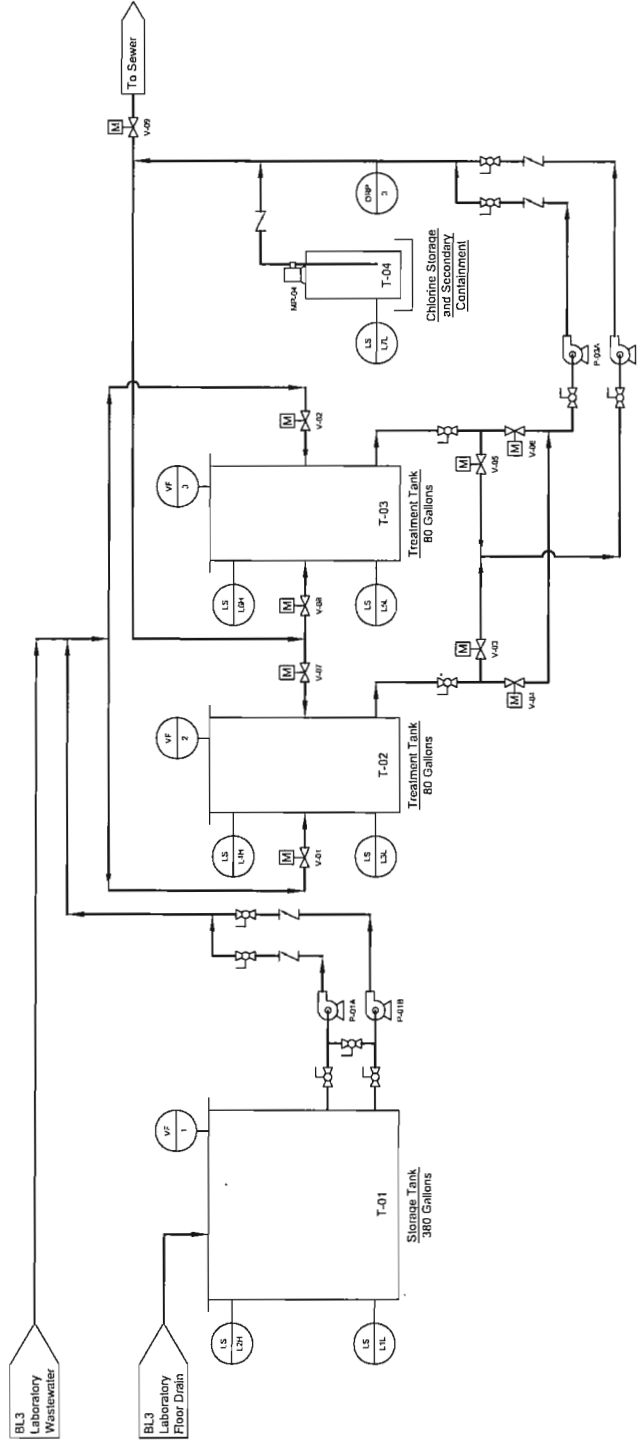 BL3
Laboratory
Wastewater
BL3
Laboratory
Floor Drain
To Sewer
M
V-09
VF
1
LS
L2H
LS
L1L
T-01
Storage Tank
380 Gallons
P-01A
P-01B
VF
2
LS
L4H
LS
L3L
M
V-01
T-02
Treatment Tank
80 Gallons
M
V-07
M
V-08
VF
3
LS
L6H
LS
L5L
M
V-02
T-03
Treatment Tank
80 Gallons
M
V-03
M
V-04
M
V-05
M
V-06
MP-04
LS
L7L
T-04
Chlorine Storage
and Secondary
Containment
ORP
3
P-03A